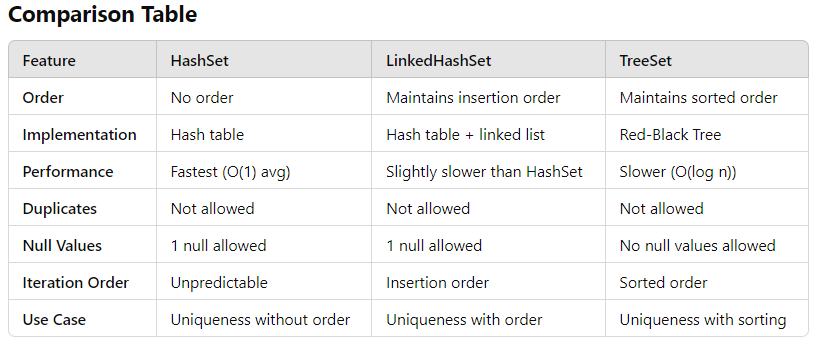 Comparison Table
Feature HashSet LinkedHashSet TreeSet
Order No order Maintains insertion order Maintains sorted order
Implementation Hash table Hash table + linked list Red-Black Tree
Performance Fastest (O(1) avg) Slightly slower than HashSet Slower (O(log n))
Duplicates Not allowed Not allowed Not allowed
Null Values 1 null allowed 1 null allowed No null values allowed
Iteration Order Unpredictable Insertion order Sorted order
Use Case Uniqueness without order Uniqueness with order Uniqueness with sorting